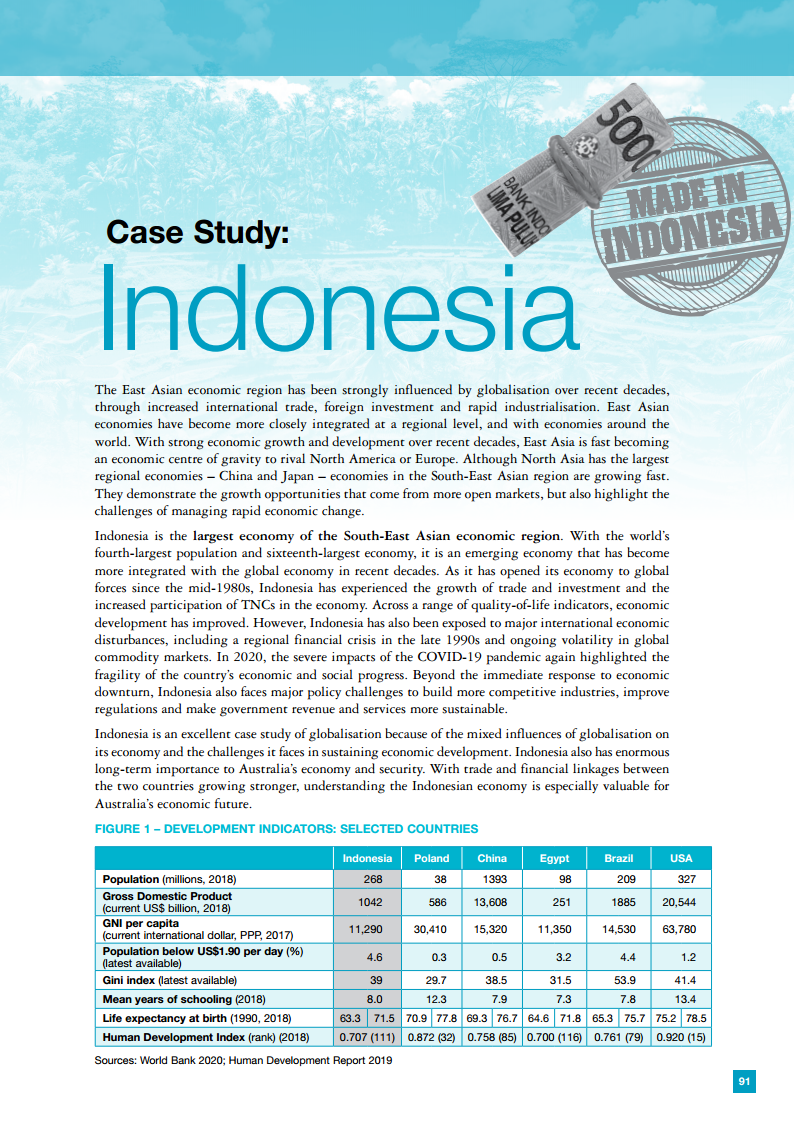 5000
BANK INDO
LIMA PULUH
MADE IN
INDONESIA
Case Study:
Indonesia
The East Asian economic region has been strongly influenced by globalisation over recent decades,
through increased international trade, foreign investment and rapid industrialisation. East Asian
economies have become more closely integrated at a regional level, and with economies around the
world. With strong economic growth and development over recent decades, East Asia is fast becoming
an economic centre of gravity to rival North America or Europe. Although North Asia has the largest
regional economies – China and Japan – economies in the South-East Asian region are growing fast.
They demonstrate the growth opportunities that come from more open markets, but also highlight the
challenges of managing rapid economic change.
Indonesia is the largest economy of the South-East Asian economic region. With the world's
fourth-largest population and sixteenth-largest economy, it is an emerging economy that has become
more integrated with the global economy in recent decades. As it has opened its economy to global
forces since the mid-1980s, Indonesia has experienced the growth of trade and investment and the
increased participation of TNCs in the economy. Across a range of quality-of-life indicators, economic
development has improved. However, Indonesia has also been exposed to major international economic
disturbances, including a regional financial crisis in the late 1990s and ongoing volatility in global
commodity markets. In 2020, the severe impacts of the COVID-19 pandemic again highlighted the
fragility of the country's economic and social progress. Beyond the immediate response to economic
downturn, Indonesia also faces major policy challenges to build more competitive industries, improve
regulations and make government revenue and services more sustainable.
Indonesia is an excellent case study of globalisation because of the mixed influences of globalisation on
its economy and the challenges it faces in sustaining economic development. Indonesia also has enormous
long-term importance to Australia's economy and security. With trade and financial linkages between
the two countries growing stronger, understanding the Indonesian economy is especially valuable for
Australia's economic future.
FIGURE 1 – DEVELOPMENT INDICATORS: SELECTED COUNTRIES
Indonesia Poland China Egypt Brazil USA
Population (millions, 2018) 268 38 1393 98 209 327
Gross Domestic Product
(current US$ billion, 2018) 1042 586 13,608 251 1885 20,544
GNI per capita
(current international dollar, PPP, 2017) 11,290 30,410 15,320 11,350 14,530 63,780
Population below US$1.90 per day (%)
(latest available) 4.6 0.3 0.5 3.2 4.4 1.2
Gini index (latest available) 39 29.7 38.5 31.5 53.9 41.4
Mean years of schooling (2018) 8.0 12.3 7.9 7.3 7.8 13.4
Life expectancy at birth (1990, 2018) 63.3 71.5 70.9 77.8 69.3 76.7 64.6 71.8 65.3 75.7 75.2 78.5
Human Development Index (rank) (2018) 0.707 (111) 0.872 (32) 0.758 (85) 0.700 (116) 0.761 (79) 0.920 (15)
Sources: World Bank 2020; Human Development Report 2019
91